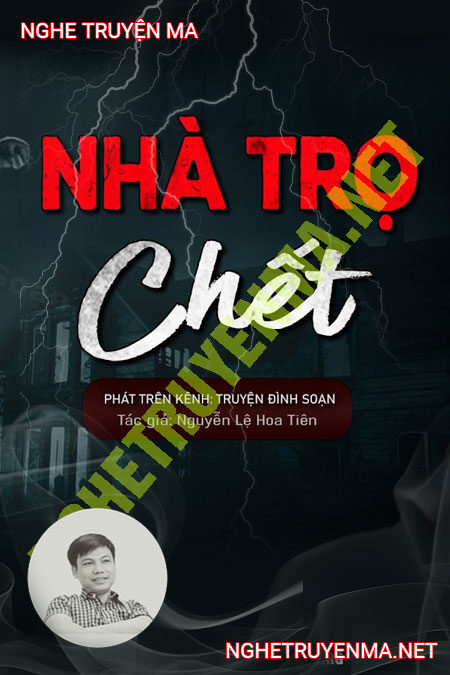 NGHE TRUYỆN MA
NHÀ TRỌ
Chết
PHÁT TRÊN KÊNH: TRUYỆN ĐÌNH SOẠN
Tác giả: Nguyễn Lệ Hoa Tiên
NGHETRUYENMA.NET
NGHETRUYENMA.NET